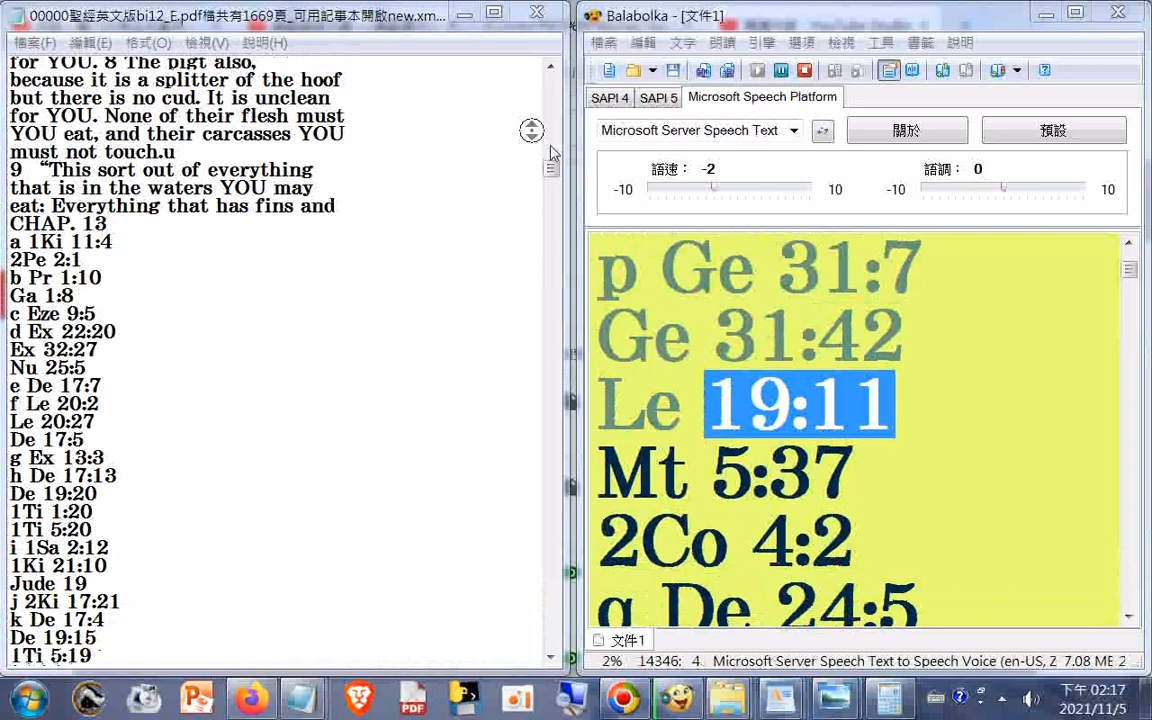 00000聖經英文版bi12_E.pdf檔共有1669頁_可用記事本開啟new.xm...
檔案(F) 編輯(E) 格式(O) 檢視(V) 說明(H)
for YOU. 8 The pigt also,
because it is a splitter of the hoof
but there is no cud. It is unclean
for YOU. None of their flesh must
YOU eat, and their carcasses YOU
must not touch.u
9 “This sort out of everything
that is in the waters YOU may
eat: Everything that has fins and
CHAP. 13
a 1Ki 11:4
2Pe 2:1
b Pr 1:10
Ga 1:8
c Eze 9:5
d Ex 22:20
Ex 32:27
Nu 25:5
e De 17:7
f Le 20:2
Le 20:27
De 17:5
g Ex 13:3
h De 17:13
De 19:20
1Ti 1:20
1Ti 5:20
i 1Sa 2:12
1Ki 21:10
Jude 19
j 2Ki 17:21
k De 17:4
De 19:15
1Ti 5:19
Balabolka - [文件1]
檔案 編輯 文字 朗讀 引擎 選項 檢視 工具 書籤 說明
SAPI 4 SAPI 5 Microsoft Speech Platform
Microsoft Server Speech Text 關於 預設
語速： -2 語調： 0
-10 10 -10 10
p Ge 31:7
Ge 31:42
Le 19:11
Mt 5:37
2Co 4:2
q De 24:5
文件1
2% 14346: 4 Microsoft Server Speech Text to Speech Voice (en-US, Z 7.08 MB 2
下午 02:17
2021/11/5